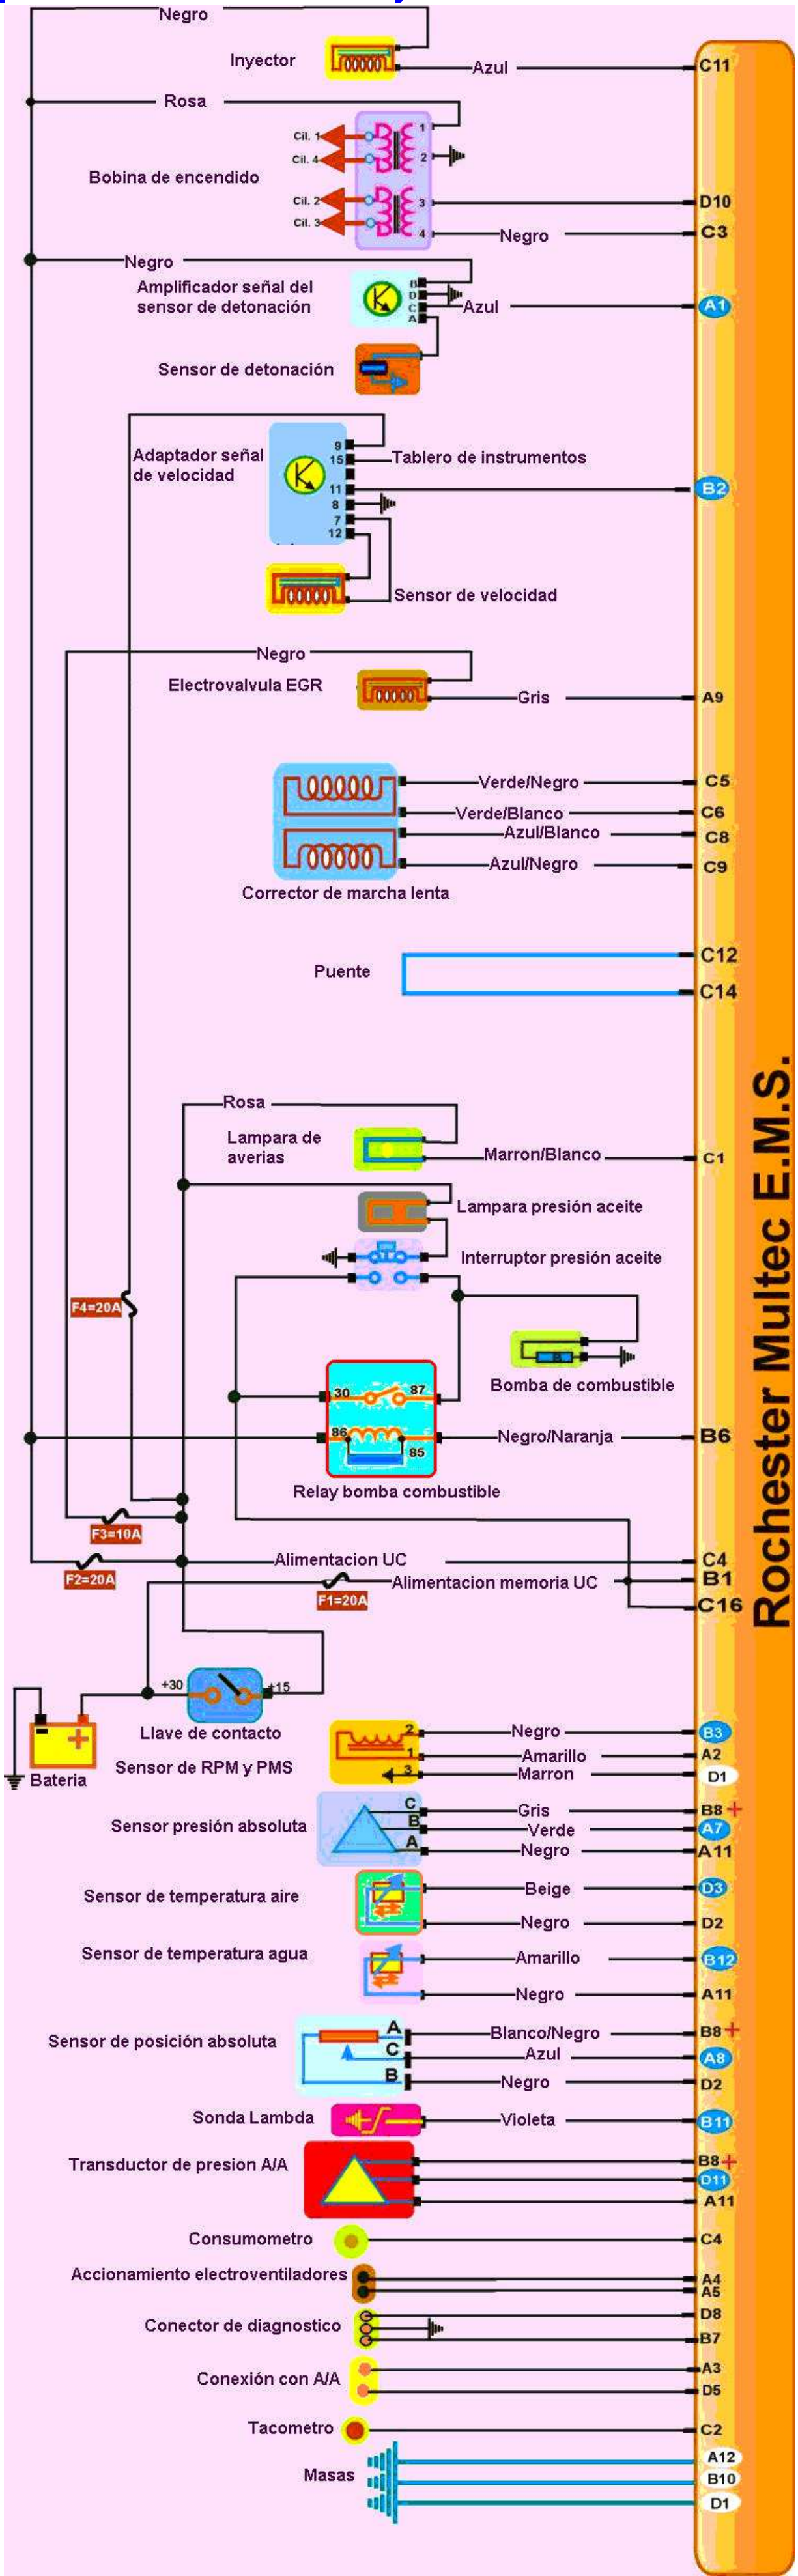 Negro
Inyector
Azul
C11
Rosa
Cil. 1
1
Cil. 4
2
Bobina de encendido
Cil. 2
3
D10
Cil. 3
4
Negro
C3
Negro
Amplificador señal del
sensor de detonación
B
D
C
A
Azul
A1
Sensor de detonación
Adaptador señal
de velocidad
9
15
Tablero de instrumentos
11
B2
8
7
12
Sensor de velocidad
Negro
Electrovalvula EGR
Gris
A9
Verde/Negro
C5
Verde/Blanco
C6
Azul/Blanco
C8
Azul/Negro
C9
Corrector de marcha lenta
Puente
C12
C14
Rochester Multec E.M.S.
Rosa
Lampara de
averias
Marron/Blanco
C1
Lampara presión aceite
Interruptor presión aceite
F4=20A
Bomba de combustible
30
87
86
85
Negro/Naranja
B6
Relay bomba combustible
F3=10A
F2=20A
Alimentacion UC
C4
Alimentacion memoria UC
B1
F1=20A
C16
+30
+15
Llave de contacto
Bateria
Sensor de RPM y PMS
2
Negro
B3
1
Amarillo
A2
3
Marron
D1
Sensor presión absoluta
C
Gris
B8+
B
Verde
A7
A
Negro
A11
Sensor de temperatura aire
Beige
D3
Negro
D2
Sensor de temperatura agua
Amarillo
B12
Negro
A11
Sensor de posición absoluta
A
Blanco/Negro
B8+
C
Azul
A8
B
Negro
D2
Sonda Lambda
Violeta
B11
Transductor de presion A/A
B8+
D11
A11
Consumometro
C4
Accionamiento electroventiladores
A4
A5
Conector de diagnostico
D8
B7
Conexión con A/A
A3
D5
Tacometro
C2
Masas
A12
B10
D1